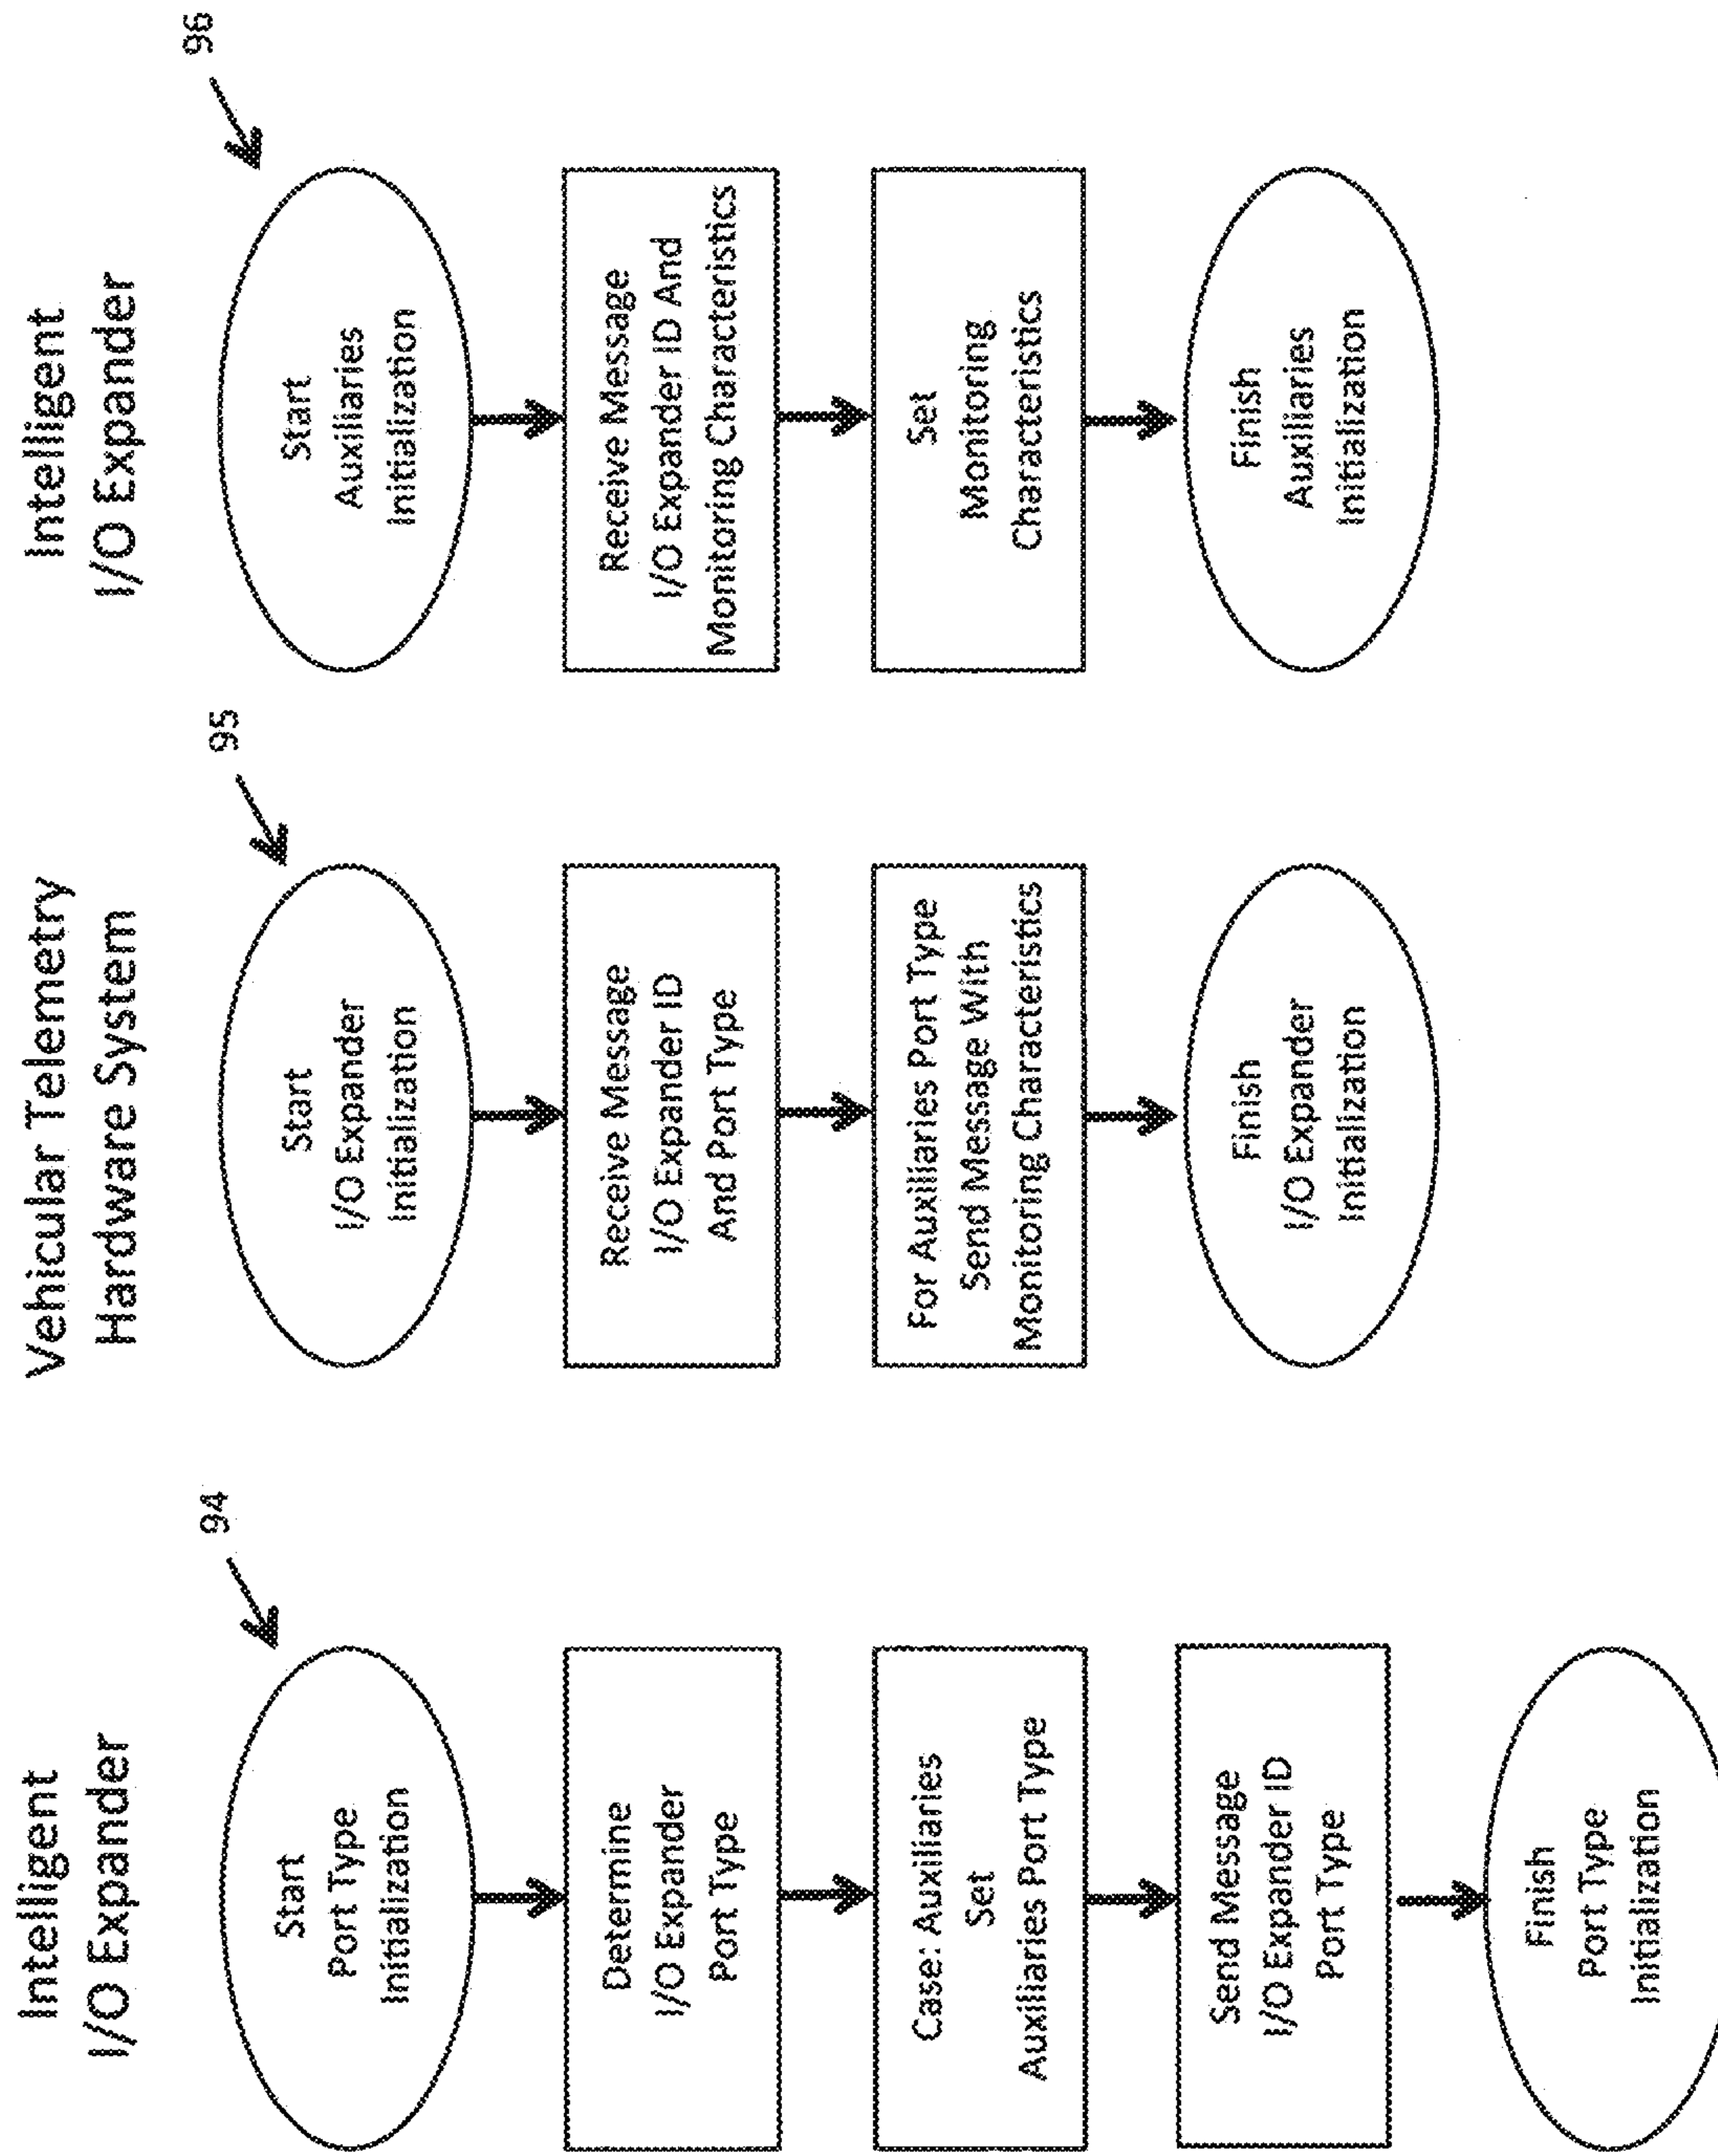 Intelligent
I/O Expander
94
Start
Port Type
Initialization
Determine
I/O Expander
Port Type
Case: Auxiliaries
Set
Auxiliaries Port Type
Send Message
I/O Expander ID
Port Type
Finish
Port Type
Initialization
Vehicular Telemetry
Hardware System
95
Start
I/O Expander
Initialization
Receive Message
I/O Expander ID
And Port Type
For Auxiliaries Port Type
Send Message With
Monitoring Characteristics
Finish
I/O Expander
Initialization
Intelligent
I/O Expander
96
Start
Auxiliaries
Initialization
Receive Message
I/O Expander ID And
Monitoring Characteristics
Set
Monitoring
Characteristics
Finish
Auxiliaries
Initialization